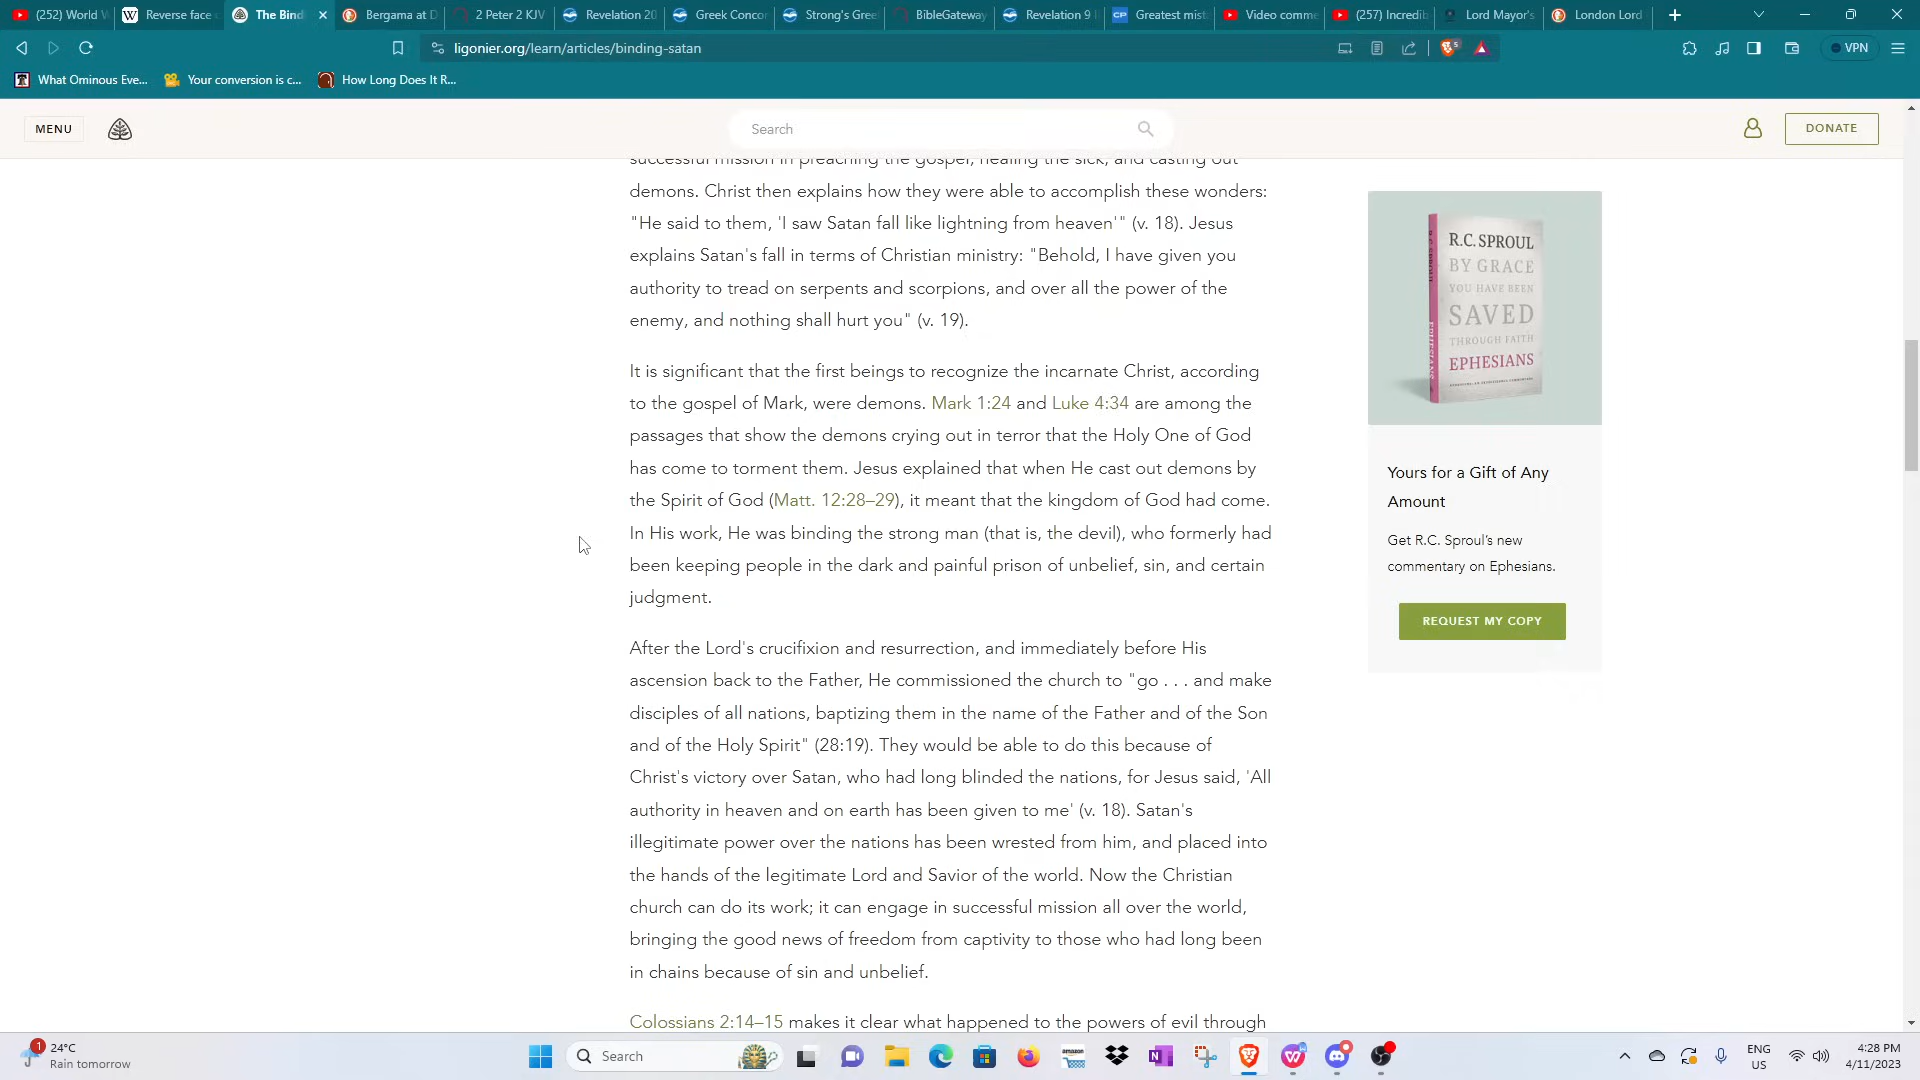 (252) World W
Reverse face
The Bind
Bergama at D
2 Peter 2 KJV
Revelation 20
Greek Conco
Strong's Gree
BibleGateway
Revelation 9
Greatest mist
Video comme
(257) Incredib
Lord Mayor's
London Lord
ligonier.org/learn/articles/binding-satan
VPN
What Ominous Eve...
Your conversion is c...
How Long Does It R...
MENU
Search
DONATE
successful mission in preaching the gospel, healing the sick, and casting out
demons. Christ then explains how they were able to accomplish these wonders:
"He said to them, 'I saw Satan fall like lightning from heaven'" (v. 18). Jesus
explains Satan's fall in terms of Christian ministry: "Behold, I have given you
authority to tread on serpents and scorpions, and over all the power of the
enemy, and nothing shall hurt you" (v. 19).
It is significant that the first beings to recognize the incarnate Christ, according
to the gospel of Mark, were demons. Mark 1:24 and Luke 4:34 are among the
passages that show the demons crying out in terror that the Holy One of God
has come to torment them. Jesus explained that when He cast out demons by
the Spirit of God (Matt. 12:28–29), it meant that the kingdom of God had come.
In His work, He was binding the strong man (that is, the devil), who formerly had
been keeping people in the dark and painful prison of unbelief, sin, and certain
judgment.
After the Lord's crucifixion and resurrection, and immediately before His
ascension back to the Father, He commissioned the church to "go . . . and make
disciples of all nations, baptizing them in the name of the Father and of the Son
and of the Holy Spirit" (28:19). They would be able to do this because of
Christ's victory over Satan, who had long blinded the nations, for Jesus said, 'All
authority in heaven and on earth has been given to me' (v. 18). Satan's
illegitimate power over the nations has been wrested from him, and placed into
the hands of the legitimate Lord and Savior of the world. Now the Christian
church can do its work; it can engage in successful mission all over the world,
bringing the good news of freedom from captivity to those who had long been
in chains because of sin and unbelief.
Colossians 2:14–15 makes it clear what happened to the powers of evil through
R.C. SPROUL
BY GRACE
YOU HAVE BEEN
SAVED
THROUGH FAITH
EPHESIANS
Yours for a Gift of Any
Amount
Get R.C. Sproul's new
commentary on Ephesians.
REQUEST MY COPY
1
24°C
Rain tomorrow
Search
amazon
ENG
US
4:28 PM
4/11/2023